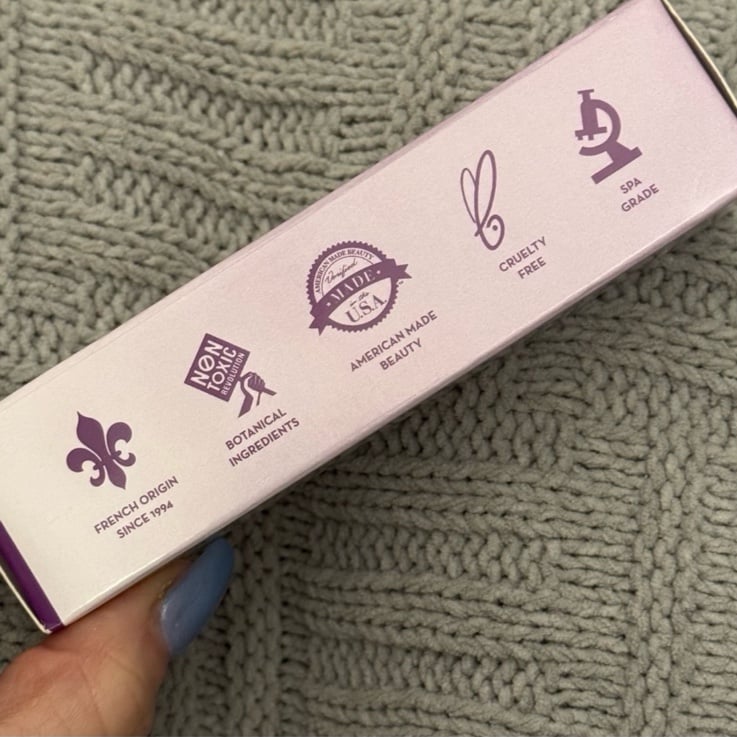 FRENCH ORIGIN
SINCE 1994
NON
TOXIC
REVOLUTION
BOTANICAL
INGREDIENTS
AMERICAN MADE BEAUTY
Verified
MADE
in the
U.S.A.
AMERICAN MADE
BEAUTY
CRUELTY
FREE
SPA
GRADE